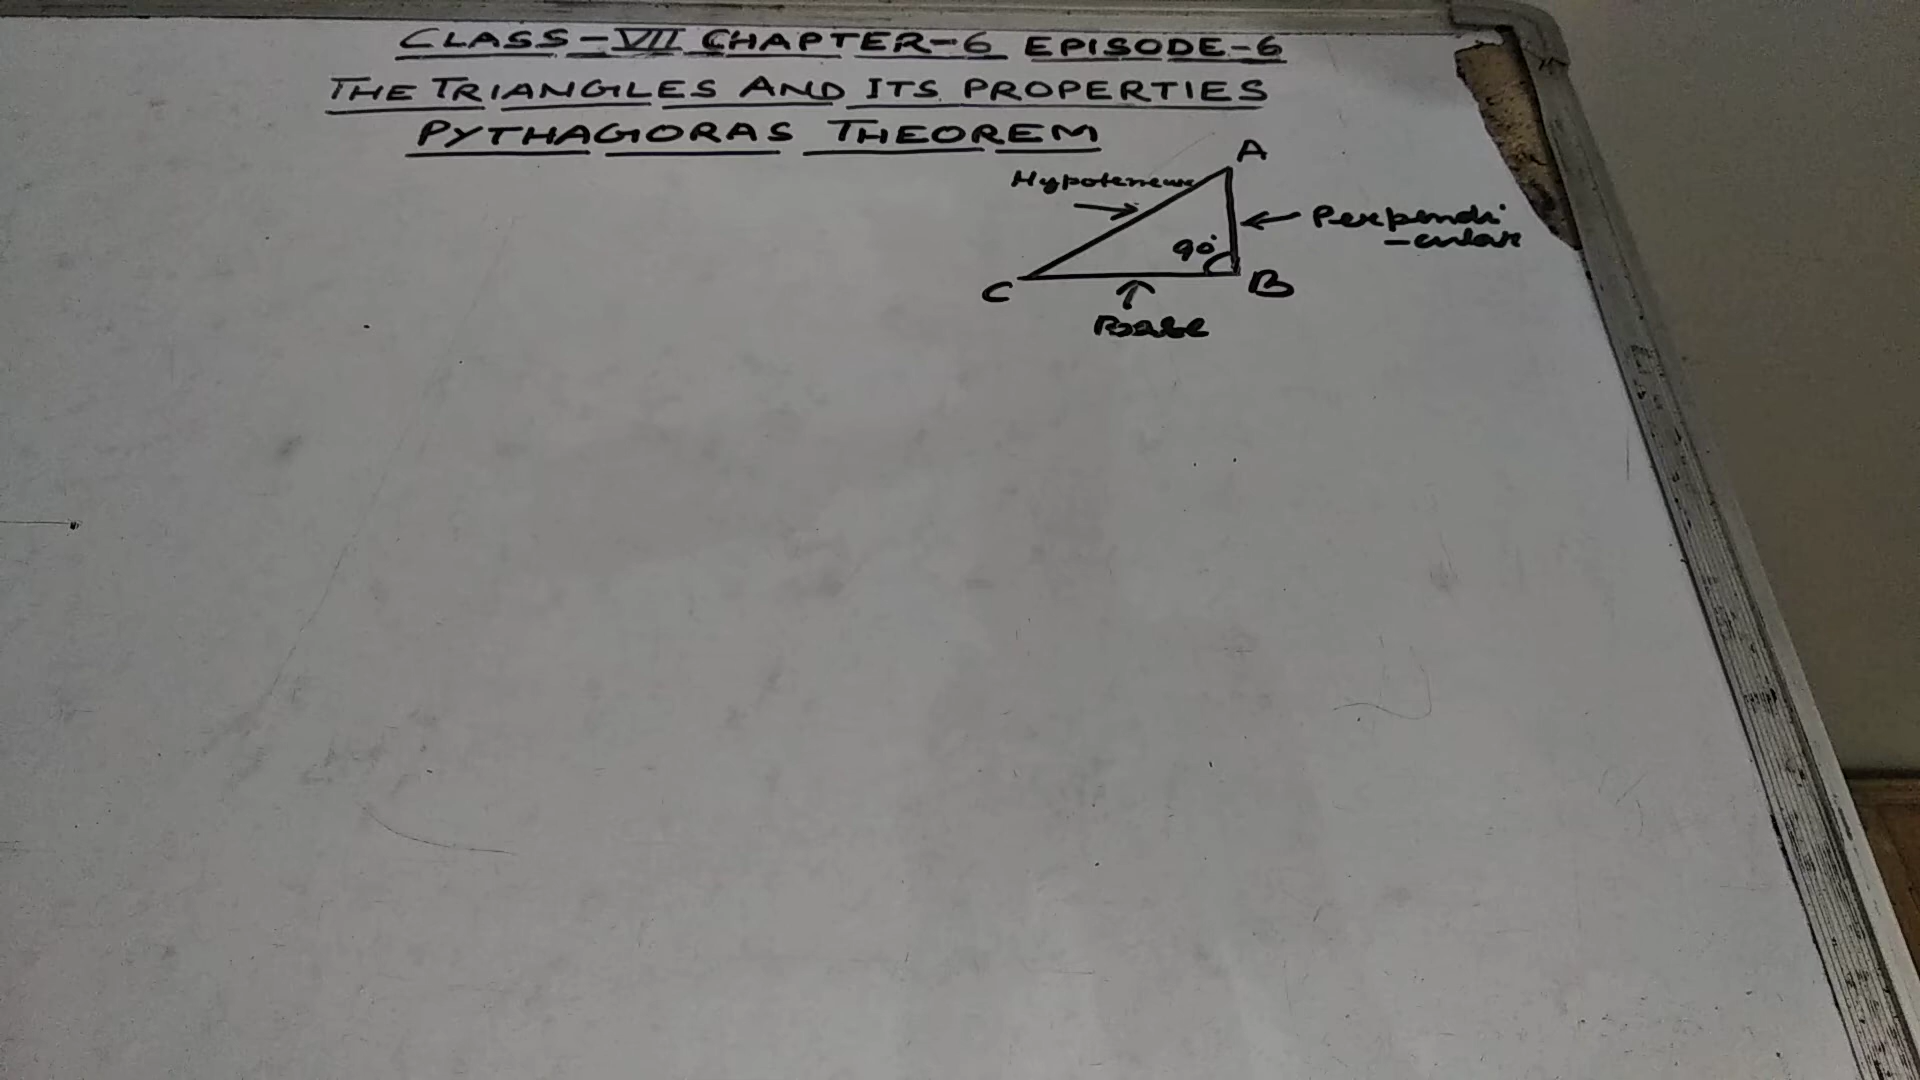 CLASS-VII CHAPTER-6 EPISODE-6
THE TRIANGLES AND ITS PROPERTIES
PYTHAGORAS THEOREM
A
Hypotenuse
Perpendi
-cular
90°
C
B
Base